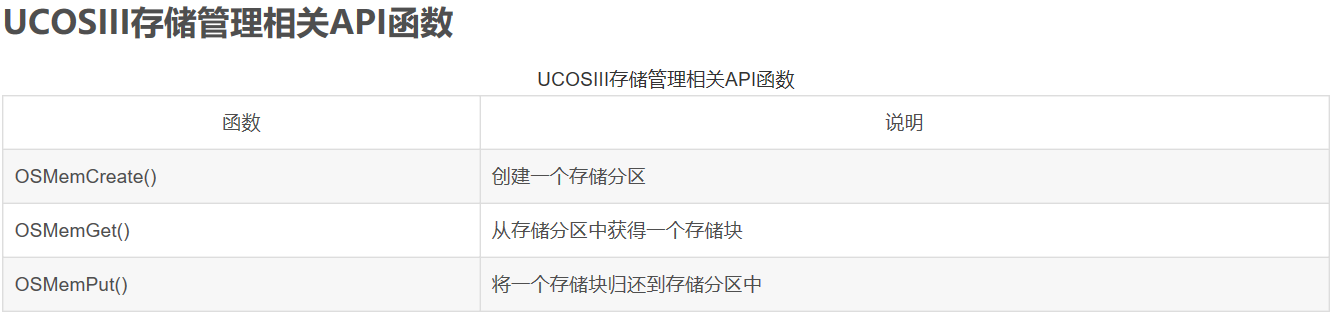 UCOSIII存储管理相关API函数
UCOSIII存储管理相关API函数
函数 说明
OSMemCreate() 创建一个存储分区
OSMemGet() 从存储分区中获得一个存储块
OSMemPut() 将一个存储块归还到存储分区中